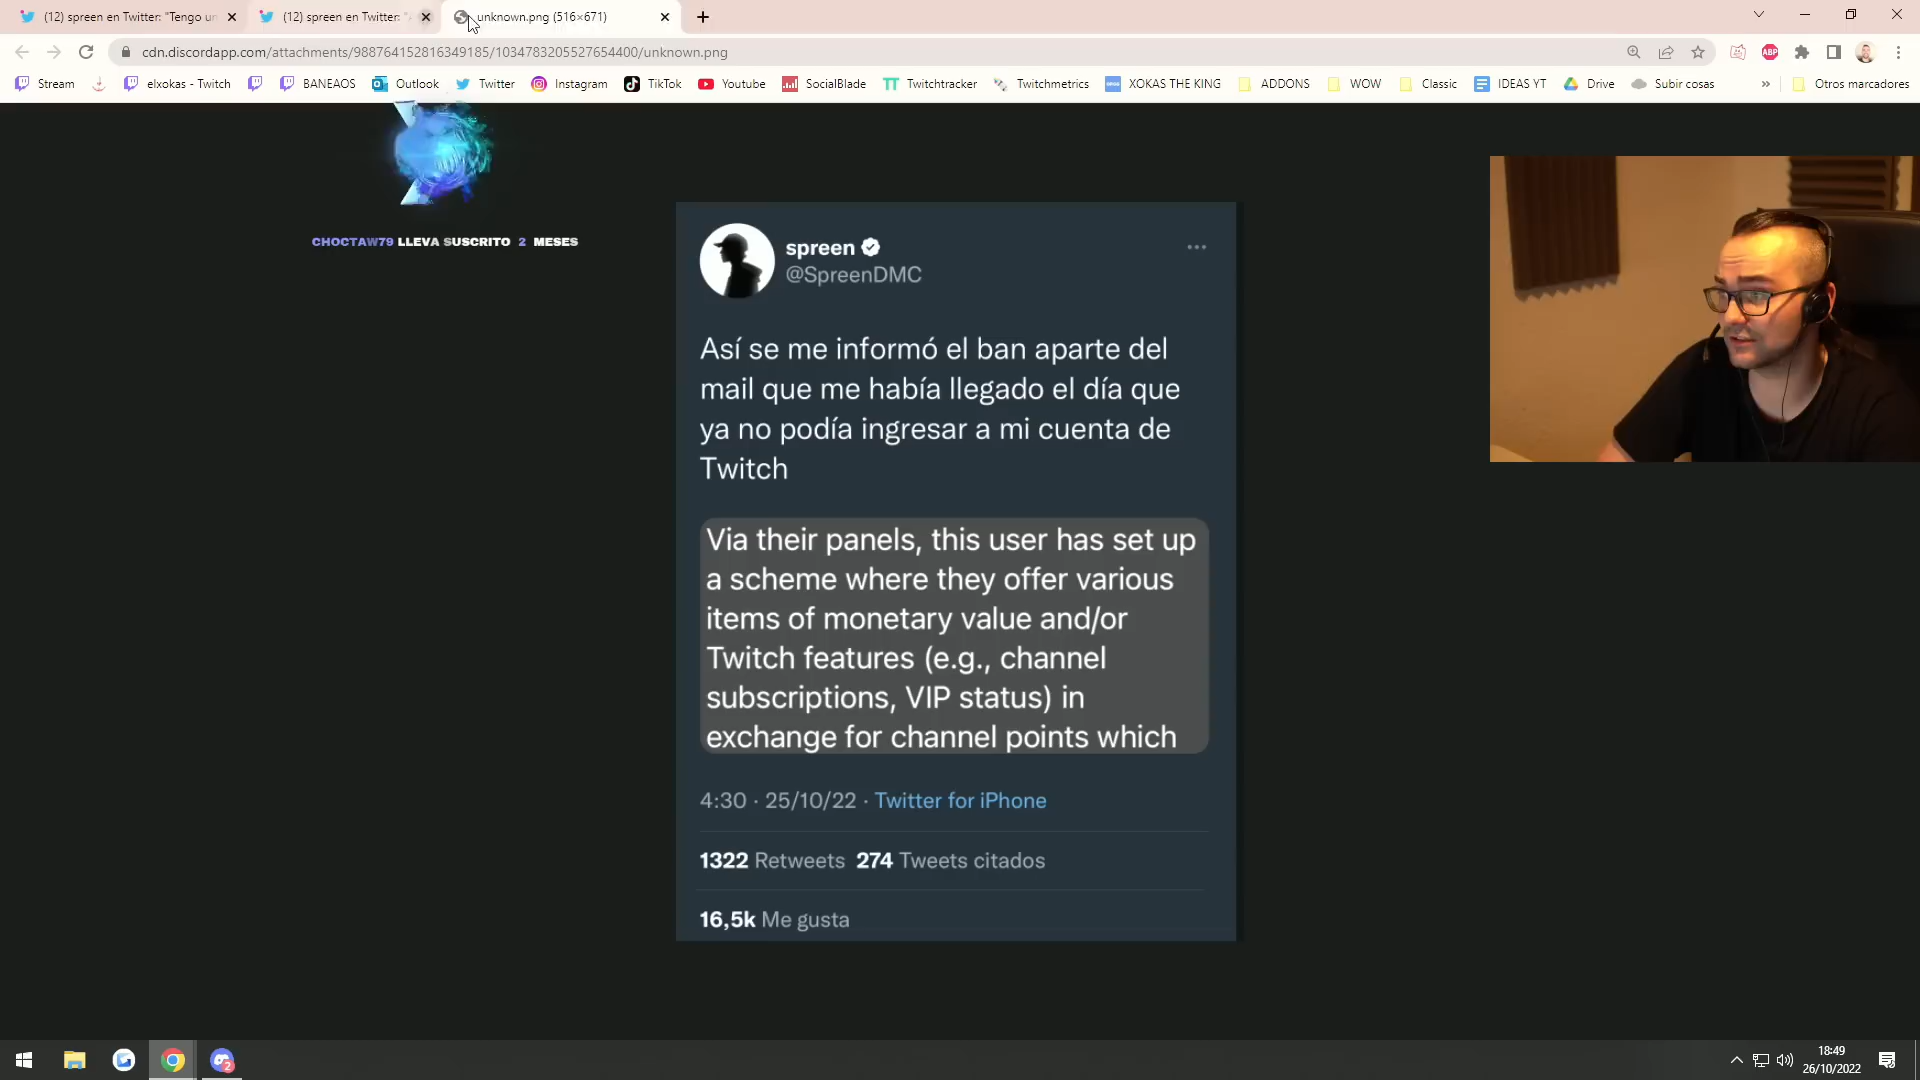 (12) spreen en Twitter: "Tengo un
(12) spreen en Twitter: "
unknown.png (516×671)
cdn.discordapp.com/attachments/988764152816349185/1034783205527654400/unknown.png
ABP
Stream
elxokas - Twitch
BANEAOS
Outlook
Twitter
Instagram
TikTok
Youtube
SocialBlade
Twitchtracker
Twitchmetrics
XOKAS THE KING
ADDONS
WOW
Classic
IDEAS YT
Drive
Subir cosas
»
Otros marcadores
CHOCTAW79 LLEVA SUSCRITO 2 MESES
spreen
@SpreenDMC
Así se me informó el ban aparte del
mail que me había llegado el día que
ya no podía ingresar a mi cuenta de
Twitch
Via their panels, this user has set up
a scheme where they offer various
items of monetary value and/or
Twitch features (e.g., channel
subscriptions, VIP status) in
exchange for channel points which
4:30 · 25/10/22 · Twitter for iPhone
1322 Retweets 274 Tweets citados
16,5k Me gusta
2
18:49
26/10/2022